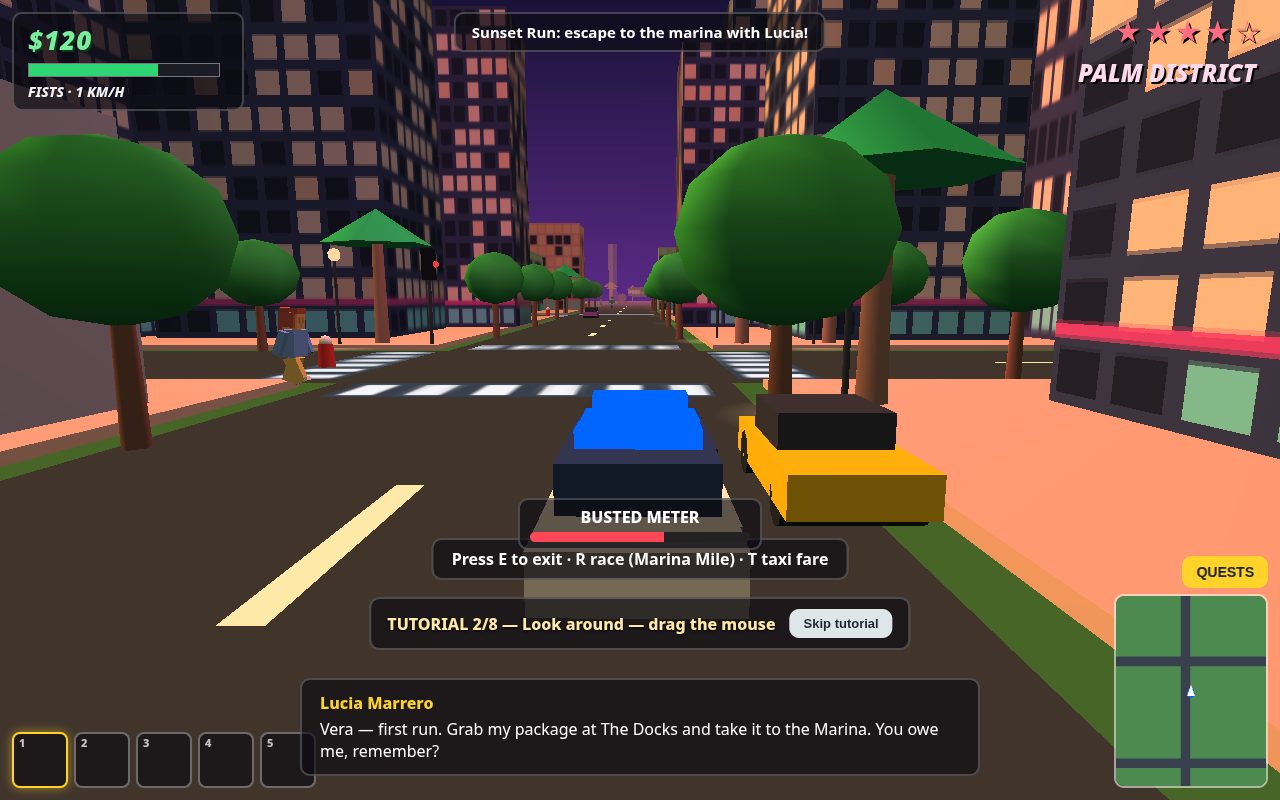 $120
FISTS · 1 KM/H
Sunset Run: escape to the marina with Lucia!
PALM DISTRICT
BUSTED METER
Press E to exit · R race (Marina Mile) · T taxi fare
TUTORIAL 2/8 — Look around — drag the mouse
Skip tutorial
QUESTS
Lucia Marrero
Vera — first run. Grab my package at The Docks and take it to the Marina. You owe
me, remember?
1 2 3 4 5